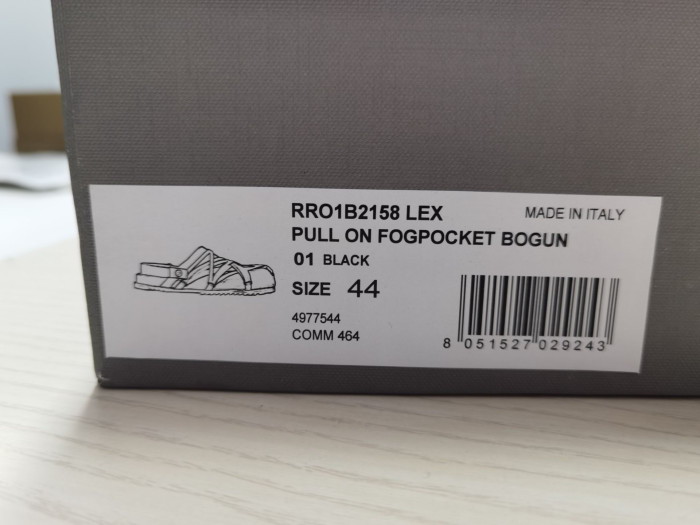 RRO1B2158 LEX
MADE IN ITALY
PULL ON FOGPOCKET BOGUN
01 BLACK
SIZE 44
4977544
COMM 464
8 051527 029243